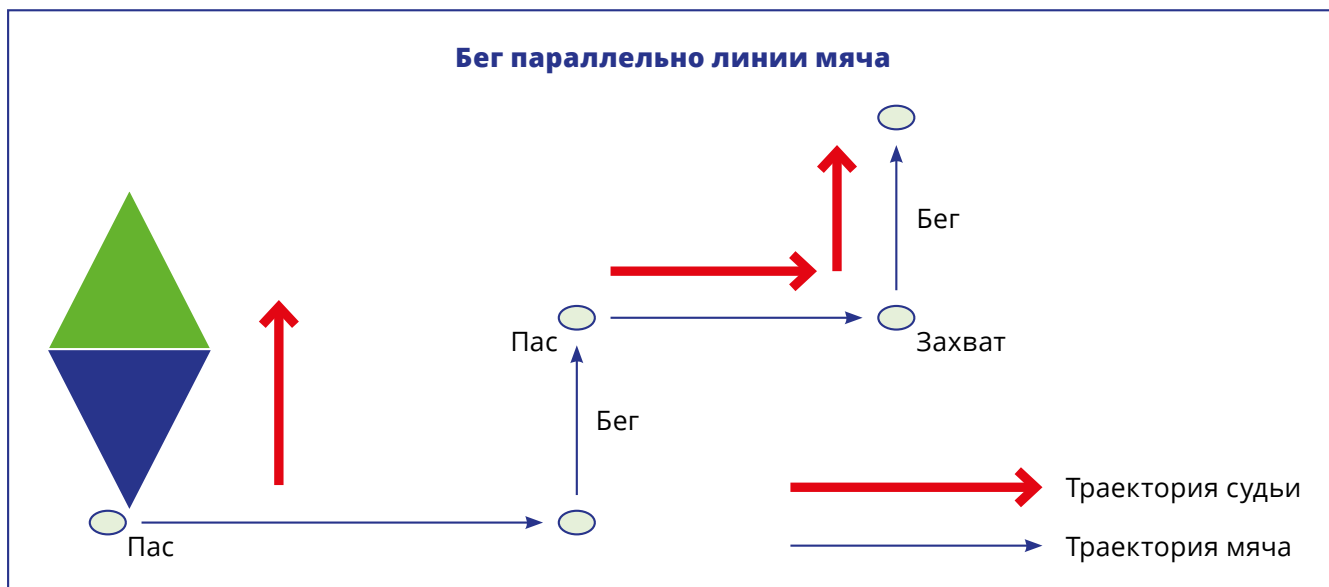 Бег параллельно линии мяча
Бег
Пас
Захват
Бег
Траектория судьи
Пас
Траектория мяча